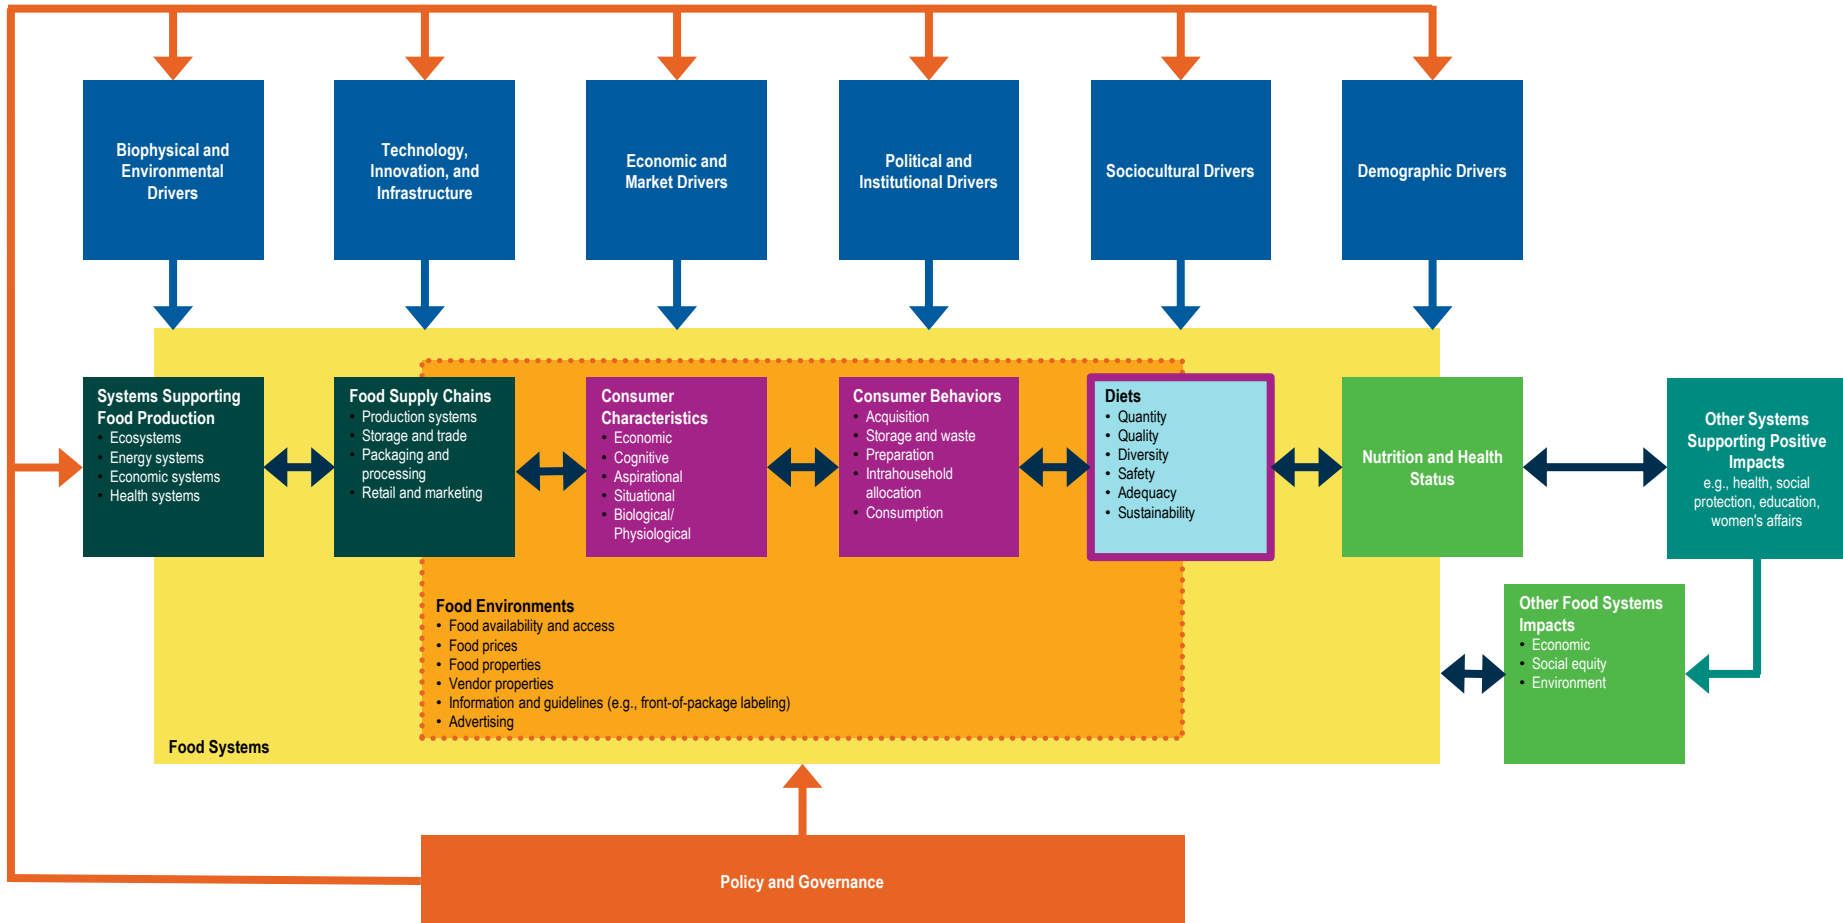 Biophysical and
Environmental
Drivers
Technology,
Innovation, and
Infrastructure
Economic and
Market Drivers
Political and
Institutional Drivers
Sociocultural Drivers
Demographic Drivers
Systems Supporting
Food Production
• Ecosystems
• Energy systems
• Economic systems
• Health systems
Food Supply Chains
• Production systems
• Storage and trade
• Packaging and
processing
• Retail and marketing
Consumer
Characteristics
• Economic
• Cognitive
• Aspirational
• Situational
• Biological/
Physiological
Consumer Behaviors
• Acquisition
• Storage and waste
• Preparation
• Intrahousehold
allocation
• Consumption
Diets
• Quantity
• Quality
• Diversity
• Safety
• Adequacy
• Sustainability
Nutrition and Health
Status
Other Systems
Supporting Positive
Impacts
e.g., health, social
protection, education,
women's affairs
Food Environments
• Food availability and access
• Food prices
• Food properties
• Vendor properties
• Information and guidelines (e.g., front-of-package labeling)
• Advertising
Other Food Systems
Impacts
• Economic
• Social equity
• Environment
Food Systems
Policy and Governance